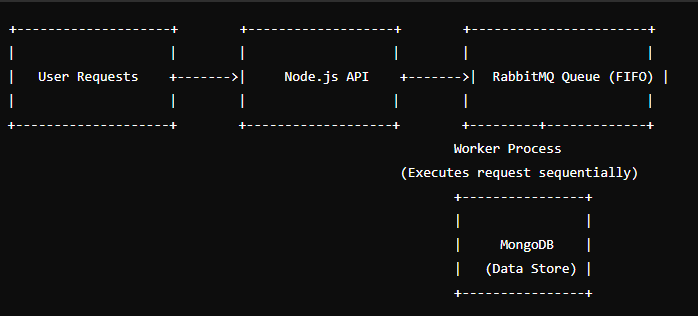 User Requests
Node.js API
RabbitMQ Queue (FIFO)
Worker Process
(Executes request sequentially)
MongoDB
(Data Store)